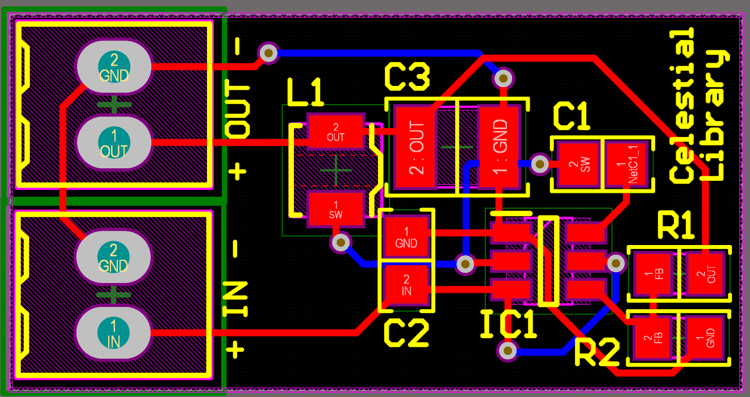 2
GND
1
OUT
-
OUT
+
2
GND
1
IN
-
IN
+
L1
2
OUT
1
SW
C3
2 : OUT
1 : GND
C1
2
SW
1
NetC1_1
Celestial
Library
1
GND
2
IN
C2
IC1
R1
1
FB
2
OUT
R2
2
FB
1
GND